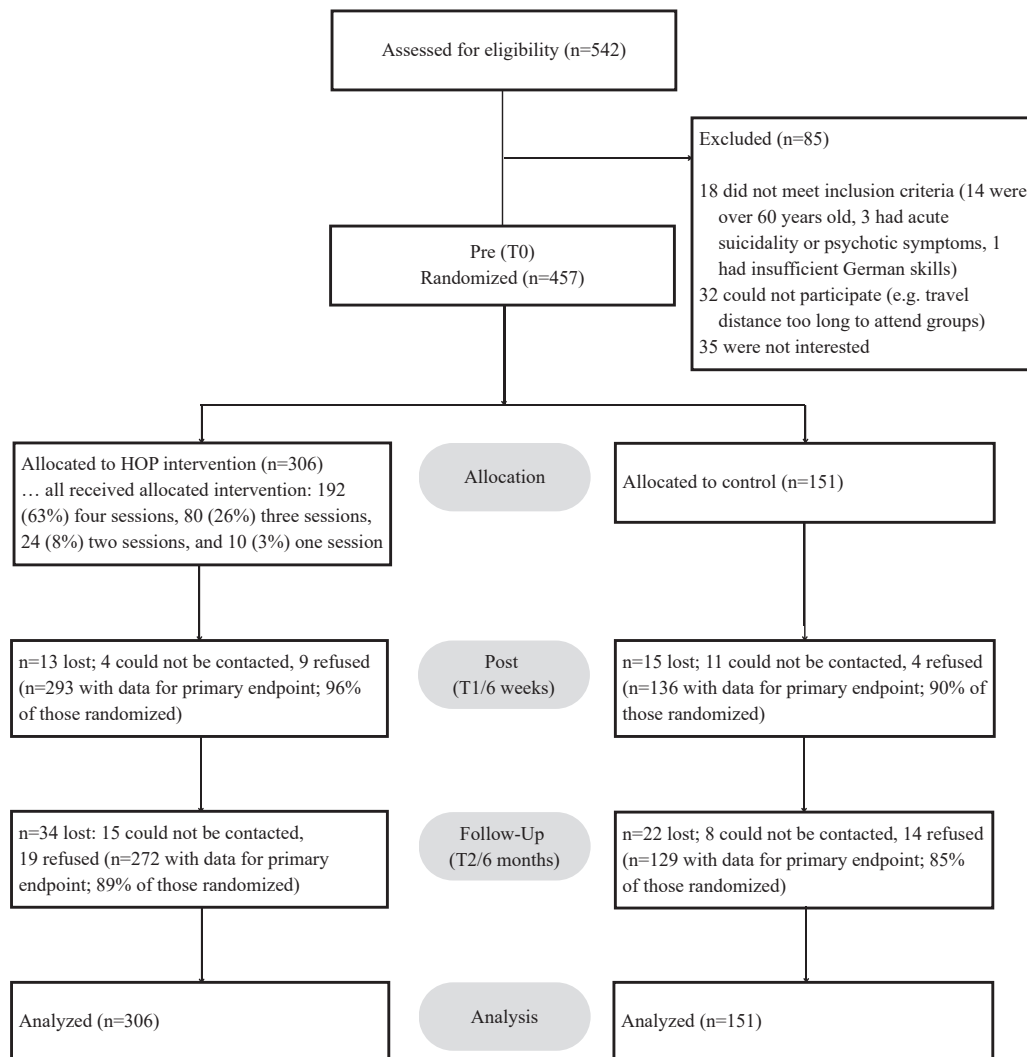 Assessed for eligibility (n=542)
Excluded (n=85)
18 did not meet inclusion criteria (14 were
over 60 years old, 3 had acute
suicidality or psychotic symptoms, 1
had insufficient German skills)
32 could not participate (e.g. travel
distance too long to attend groups)
35 were not interested
Pre (T0)
Randomized (n=457)
Allocated to HOP intervention (n=306)
… all received allocated intervention: 192
(63%) four sessions, 80 (26%) three sessions,
24 (8%) two sessions, and 10 (3%) one session
Allocation
Allocated to control (n=151)
n=13 lost; 4 could not be contacted, 9 refused
(n=293 with data for primary endpoint; 96%
of those randomized)
Post
(T1/6 weeks)
n=15 lost; 11 could not be contacted, 4 refused
(n=136 with data for primary endpoint; 90% of
those randomized)
n=34 lost: 15 could not be contacted,
19 refused (n=272 with data for primary
endpoint; 89% of those randomized)
Follow-Up
(T2/6 months)
n=22 lost; 8 could not be contacted, 14 refused
(n=129 with data for primary endpoint; 85%
of those randomized)
Analyzed (n=306)
Analysis
Analyzed (n=151)